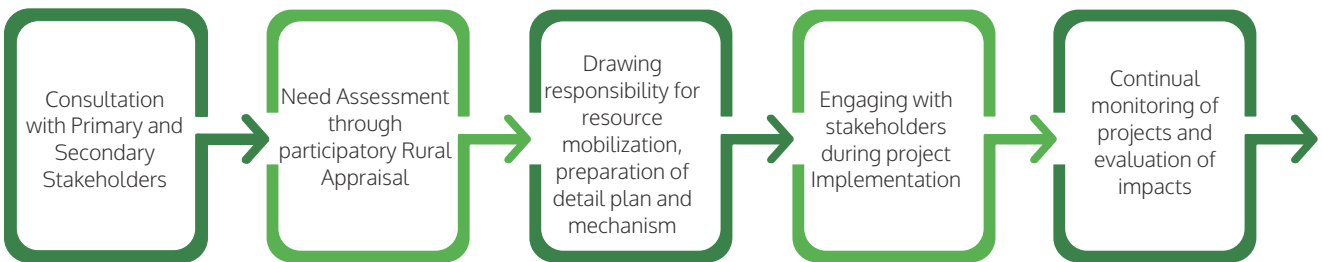 Consultation
with Primary and
Secondary
Stakeholders
Need Assessment
through
participatory Rural
Appraisal
Drawing
responsibility for
resource
mobilization,
preparation of
detail plan and
mechanism
Engaging with
stakeholders
during project
Implementation
Continual
monitoring of
projects and
evaluation of
impacts